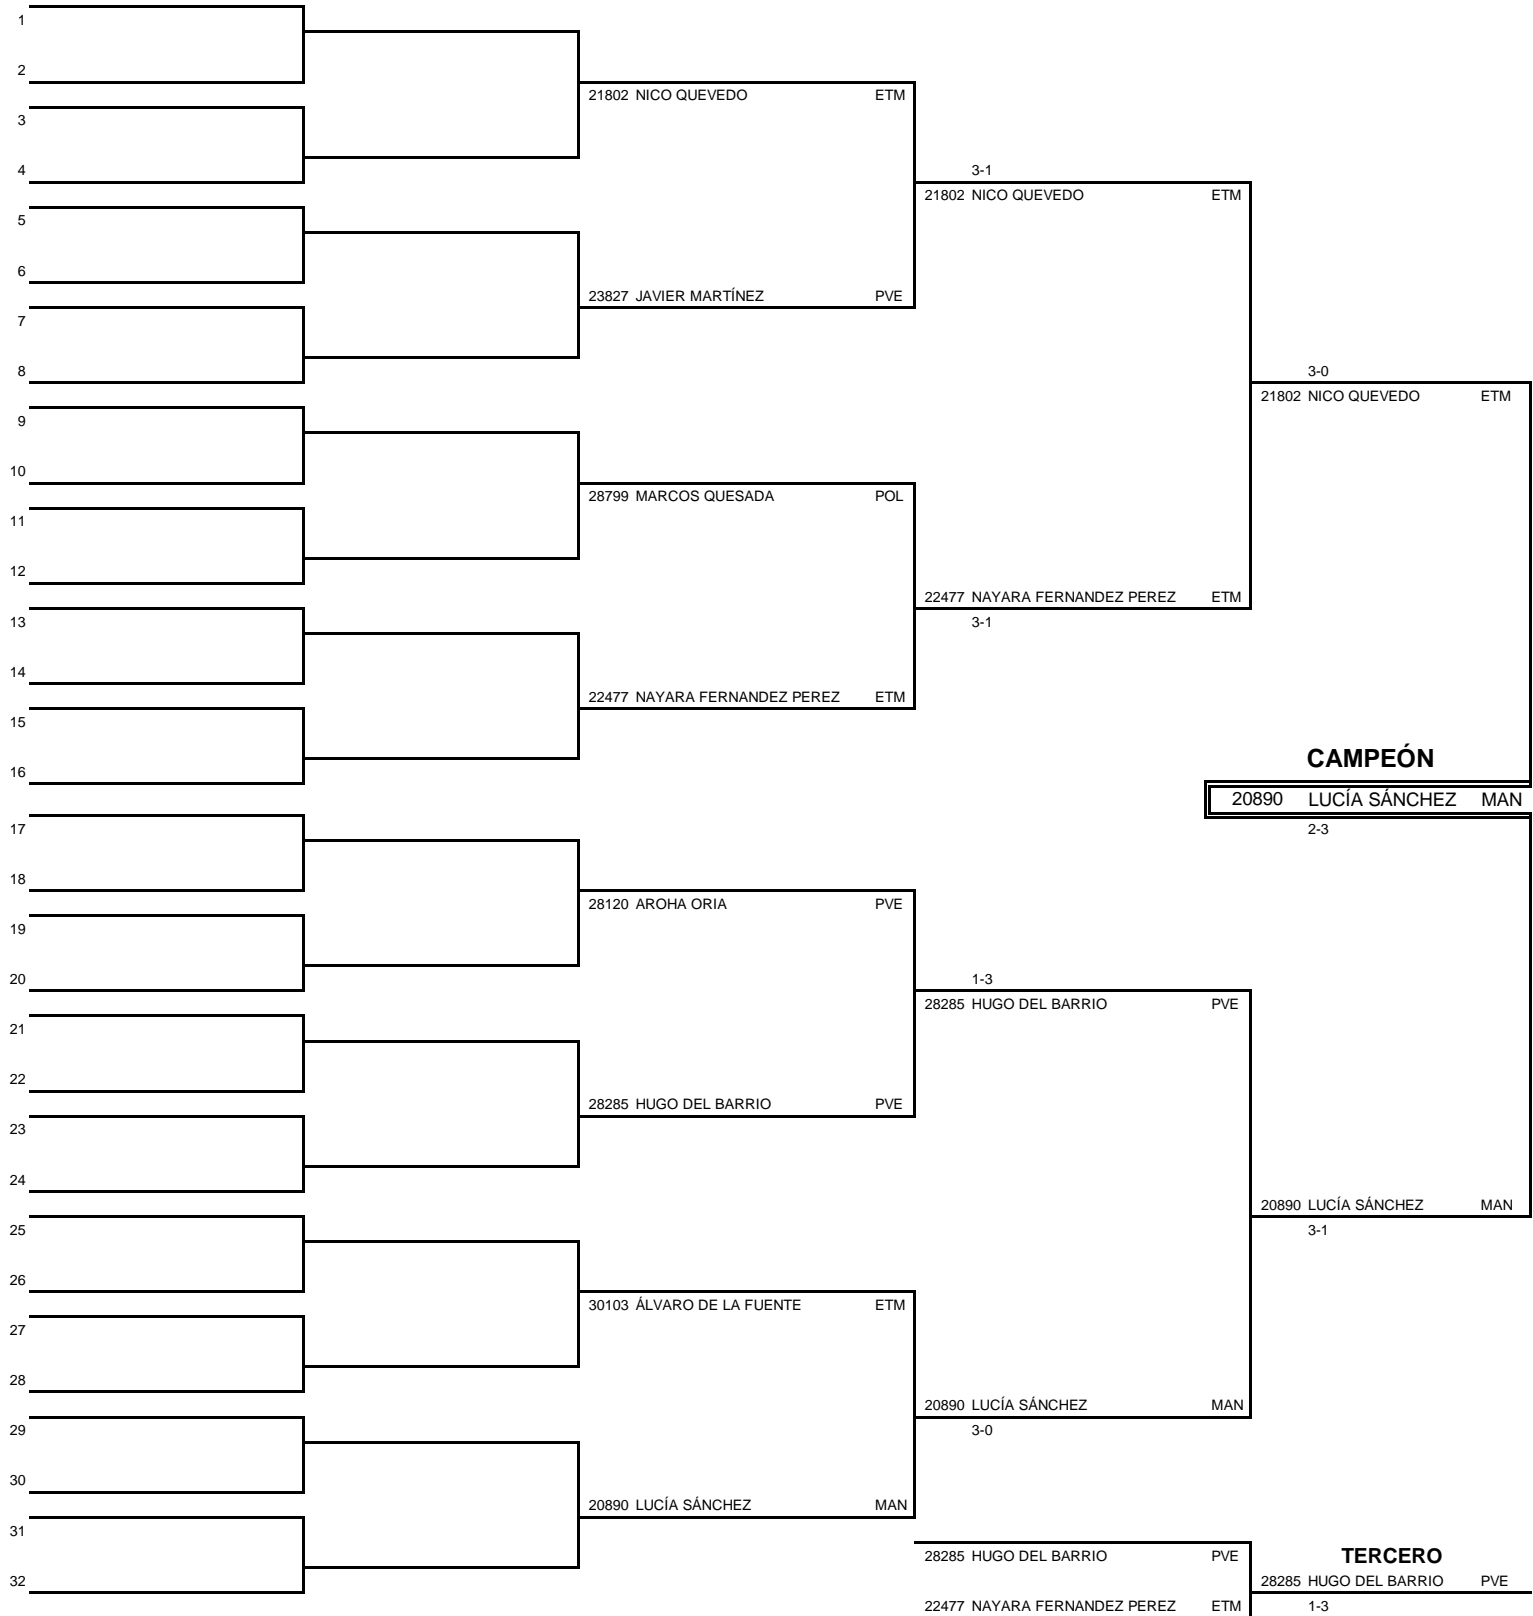 1
2
21802 NICO QUEVEDO ETM
3
4
3-1
21802 NICO QUEVEDO ETM
5
6
23827 JAVIER MARTÍNEZ PVE
7
8
3-0
21802 NICO QUEVEDO ETM
9
10
28799 MARCOS QUESADA POL
11
12
22477 NAYARA FERNANDEZ PEREZ ETM
13
3-1
14
22477 NAYARA FERNANDEZ PEREZ ETM
15
16
CAMPEÓN
20890 LUCÍA SÁNCHEZ MAN
17
2-3
18
28120 AROHA ORIA PVE
19
20
1-3
28285 HUGO DEL BARRIO PVE
21
22
28285 HUGO DEL BARRIO PVE
23
24
20890 LUCÍA SÁNCHEZ MAN
25
3-1
26
30103 ÁLVARO DE LA FUENTE ETM
27
28
20890 LUCÍA SÁNCHEZ MAN
29
3-0
30
20890 LUCÍA SÁNCHEZ MAN
31
28285 HUGO DEL BARRIO PVE
TERCERO
32
28285 HUGO DEL BARRIO PVE
22477 NAYARA FERNANDEZ PEREZ ETM
1-3